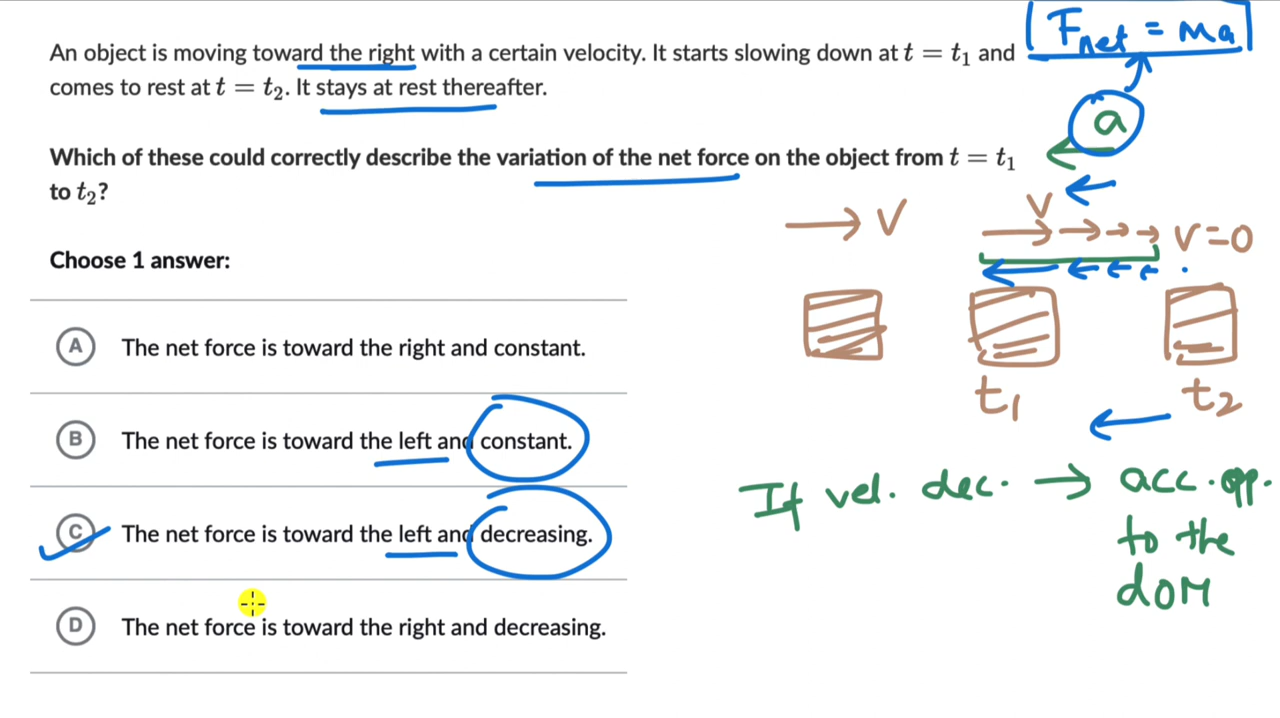 An object is moving toward the right with a certain velocity. It starts slowing down at t = t₁ and
comes to rest at t = t₂. It stays at rest thereafter.
Which of these could correctly describe the variation of the net force on the object from t = t₁
to t₂?
Choose 1 answer:
A The net force is toward the right and constant.
B The net force is toward the left and constant.
C The net force is toward the left and decreasing.
D The net force is toward the right and decreasing.
Fnet = ma
a
V
V
V=0
t₁
t₂
If vel. dec. → acc. opp.
to the
dOM